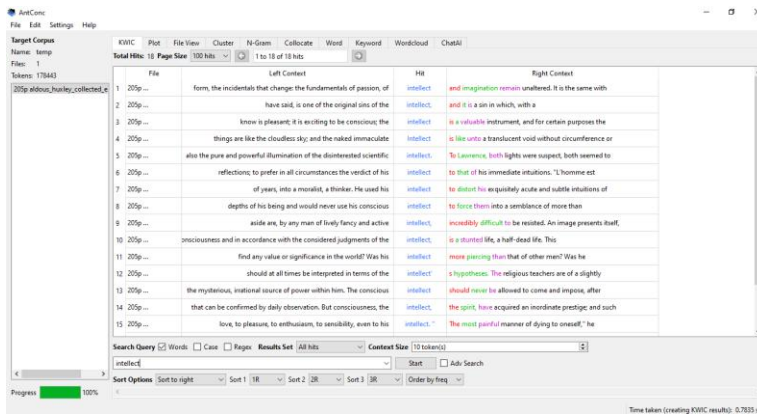 AntConc
File Edit Settings Help
Target Corpus
Name: temp
Files: 1
Tokens: 178443
205p aldous_huxley_collected_e
Progress 100%
KWIC Plot File View Cluster N-Gram Collocate Word Keyword Wordcloud ChatAI
Total Hits: 18 Page Size 100 hits 1 to 18 of 18 hits
File Left Context Hit Right Context
1 205p ... form, the incidentals that change: the fundamentals of passion, of intellect and imagination remain unaltered. It is the same with
2 205p ... have said, is one of the original sins of the intellect, and it is a sin in which, with a
3 205p ... know is pleasant; it is exciting to be conscious; the intellect is a valuable instrument, and for certain purposes the
4 205p ... things are like the cloudless sky; and the naked immaculate intellect is like unto a translucent void without circumference or
5 205p ... also the pure and powerful illumination of the disinterested scientific intellect. To Lawrence, both lights were suspect, both seemed to
6 205p ... reflections; to prefer in all circumstances the verdict of his intellect to that of his immediate intuitions. "L'homme est
7 205p ... of years, into a moralist, a thinker. He used his intellect to distort his exquisitely acute and subtle intuitions of
8 205p ... depths of his being and would never use his conscious intellect to force them into a semblance of more than
9 205p ... aside are, by any man of lively fancy and active intellect, incredibly difficult to be resisted. An image presents itself,
10 205p ... onsciousness and in accordance with the considered judgments of the intellect, is a stunted life, a half-dead life. This
11 205p ... find any value or significance in the world? Was his intellect more piercing than that of other men? Was he
12 205p ... should at all times be interpreted in terms of the intellect' s hypotheses. The religious teachers are of a slightly
13 205p ... the mysterious, irrational source of power within him. The conscious intellect should never be allowed to come and impose, after
14 205p ... that can be confirmed by daily observation. But consciousness, the intellect, the spirit, have acquired an inordinate prestige; and such
15 205p ... love, to pleasure, to enthusiasm, to sensibility, even to his intellect. " The most painful manner of dying to oneself," he
Search Query Words Case Regex Results Set All hits Context Size 10 token(s)
intellect Start Adv Search
Sort Options Sort to right Sort 1 1R Sort 2 2R Sort 3 3R Order by freq
Time taken (creating KWIC results): 0.7835